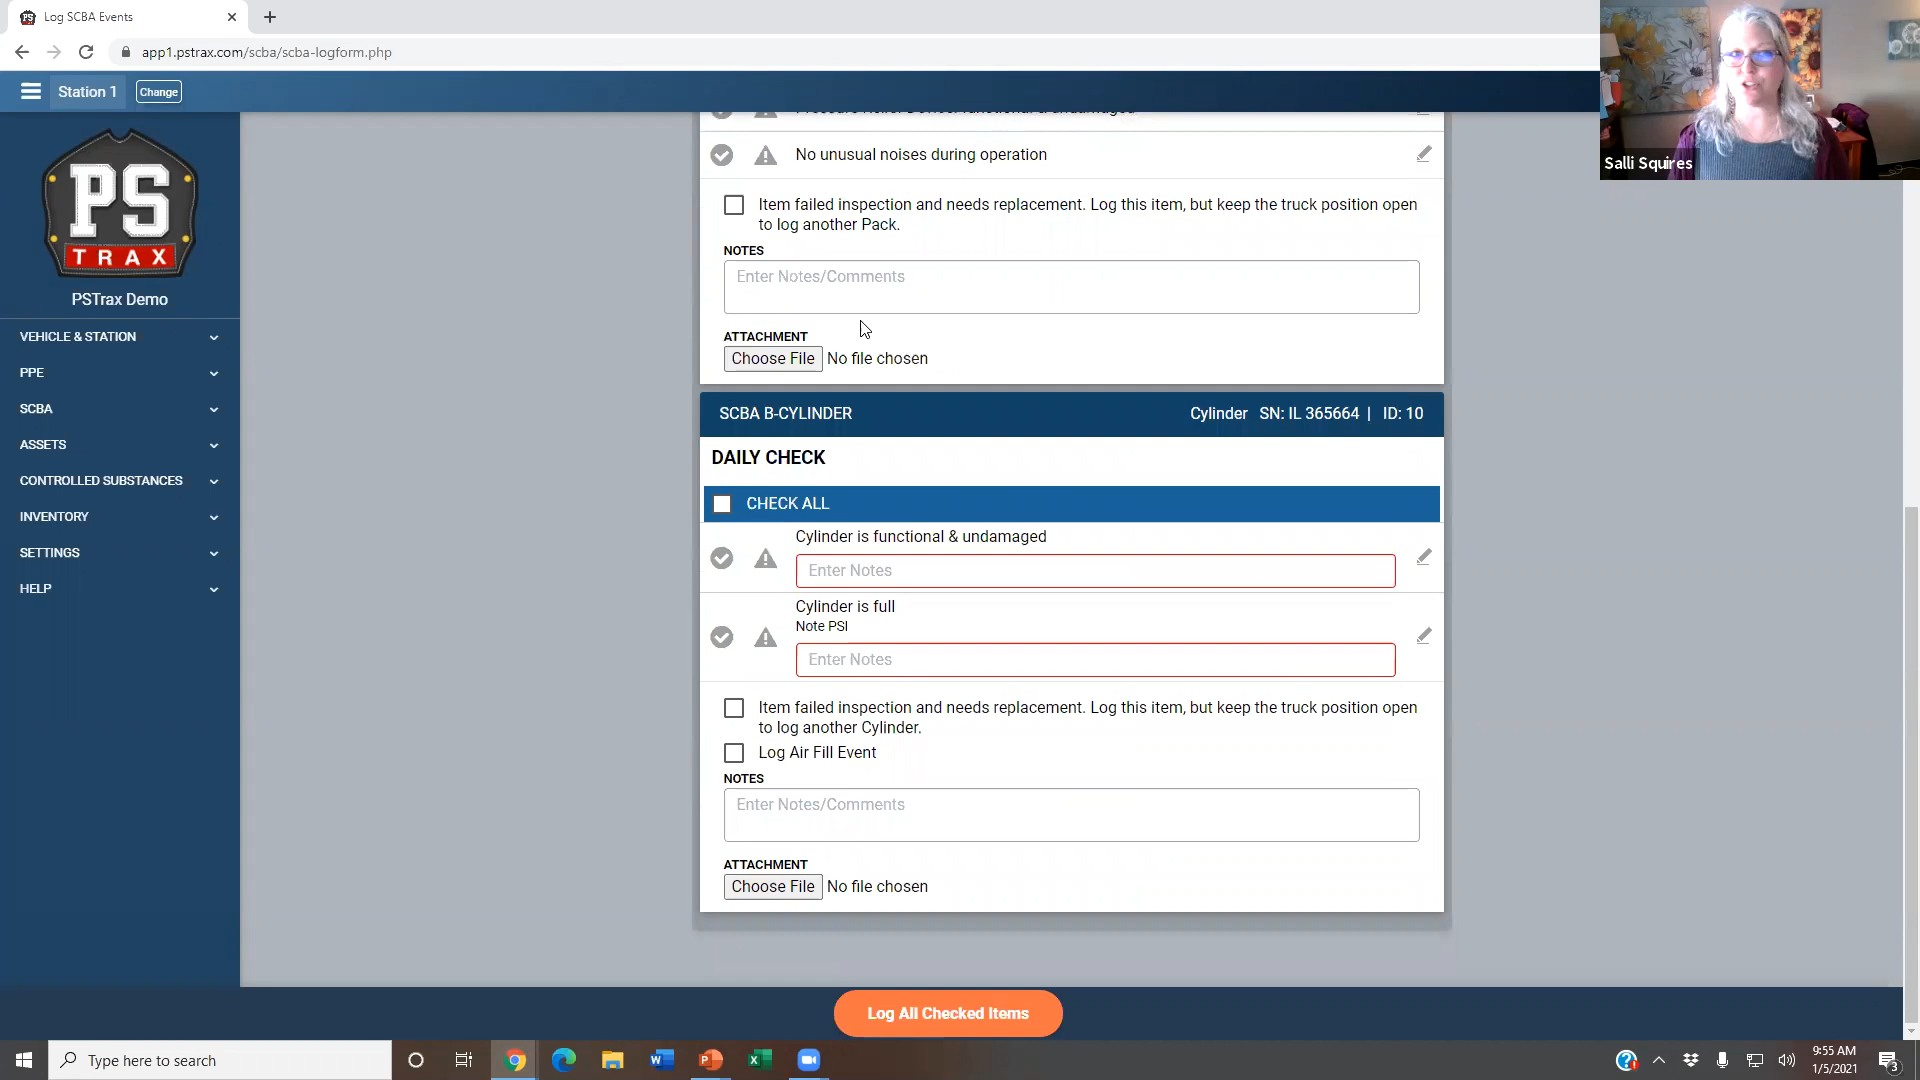 Log SCBA Events
app1.pstrax.com/scba/scba-logform.php
Station 1
Change
Salli Squires
PS
TRAX
PSTrax Demo
VEHICLE & STATION
PPE
SCBA
ASSETS
CONTROLLED SUBSTANCES
INVENTORY
SETTINGS
HELP
No unusual noises during operation
Item failed inspection and needs replacement. Log this item, but keep the truck position open
to log another Pack.
NOTES
Enter Notes/Comments
ATTACHMENT
Choose File No file chosen
SCBA B-CYLINDER Cylinder SN: IL 365664 | ID: 10
DAILY CHECK
CHECK ALL
Cylinder is functional & undamaged
Enter Notes
Cylinder is full
Note PSI
Enter Notes
Item failed inspection and needs replacement. Log this item, but keep the truck position open
to log another Cylinder.
Log Air Fill Event
NOTES
Enter Notes/Comments
ATTACHMENT
Choose File No file chosen
Log All Checked Items
Type here to search
9:55 AM
1/5/2021
3